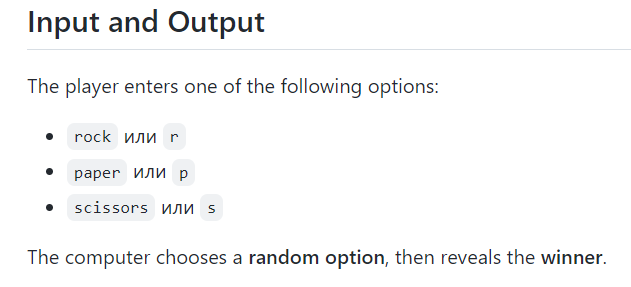 Input and Output
The player enters one of the following options:
rock или r
paper или p
scissors или s
The computer chooses a random option, then reveals the winner.